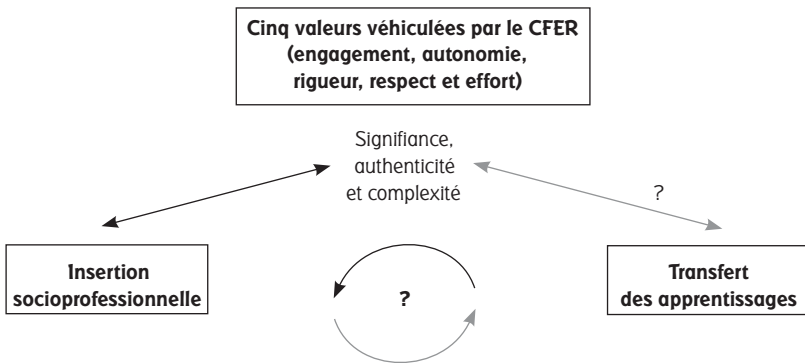 Cinq valeurs véhiculées par le CFER
(engagement, autonomie,
rigueur, respect et effort)
Signifiance,
authenticité
et complexité
?
Insertion
socioprofessionnelle
?
Transfert
des apprentissages